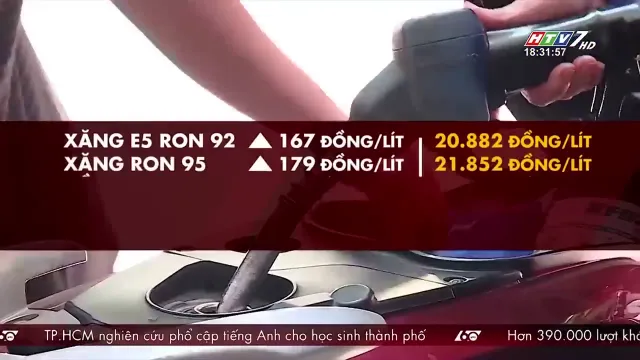 HTV7 HD
18:31:57
XĂNG E5 RON 92 ▲ 167 ĐỒNG/LÍT 20.882 ĐỒNG/LÍT
XĂNG RON 95 ▲ 179 ĐỒNG/LÍT 21.852 ĐỒNG/LÍT
TP.HCM nghiên cứu phổ cập tiếng Anh cho học sinh thành phố Hơn 390.000 lượt